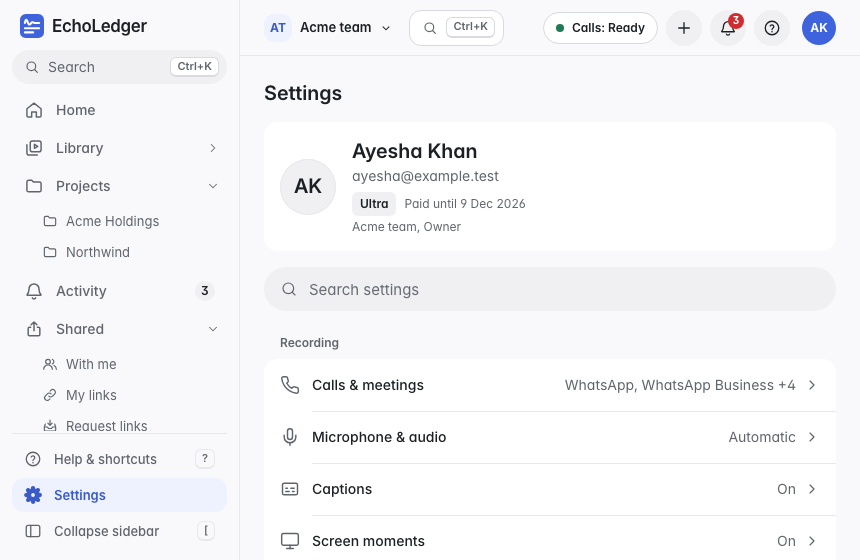 EchoLedger
Search Ctrl+K
Home
Library
Projects
Acme Holdings
Northwind
Activity 3
Shared
With me
My links
Request links
Help & shortcuts ?
Settings
Collapse sidebar [
AT Acme team Ctrl+K Calls: Ready 3 AK
Settings
AK
Ayesha Khan
ayesha@example.test
Ultra Paid until 9 Dec 2026
Acme team, Owner
Search settings
Recording
Calls & meetings WhatsApp, WhatsApp Business +4
Microphone & audio Automatic
Captions On
Screen moments On